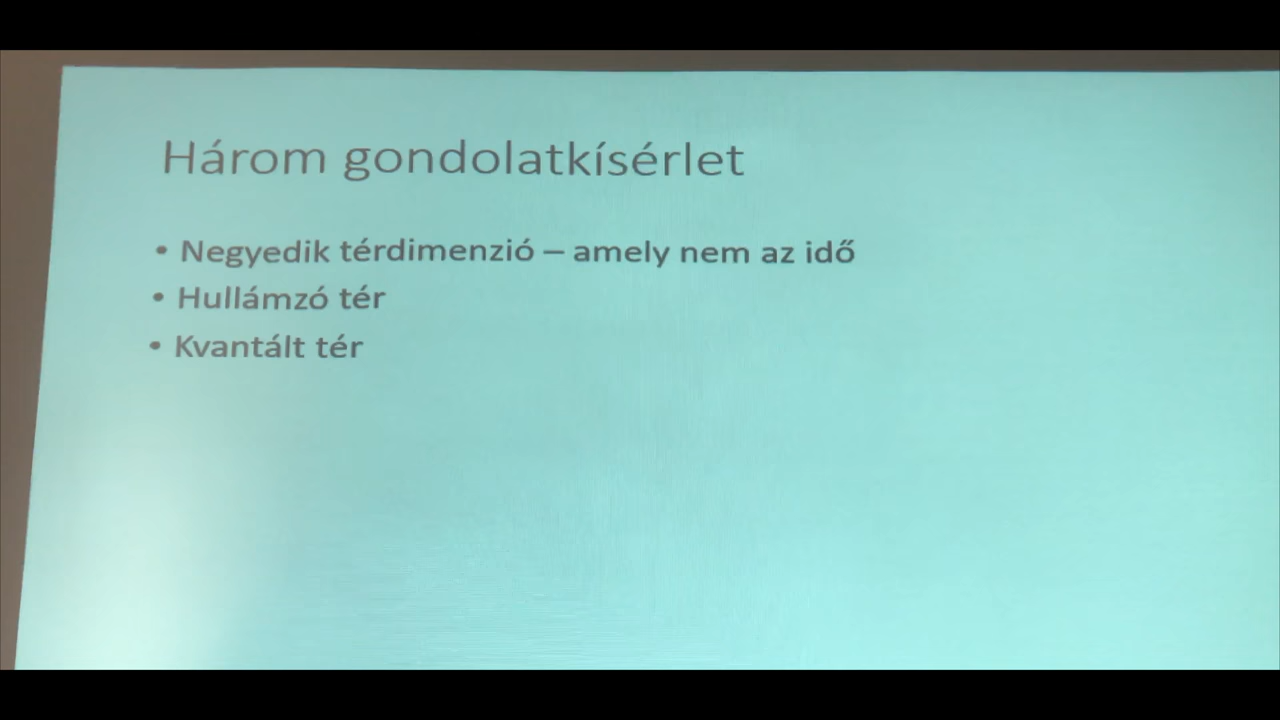 Három gondolatkísérlet
• Negyedik térdimenzió – amely nem az idő
• Hullámzó tér
• Kvantált tér